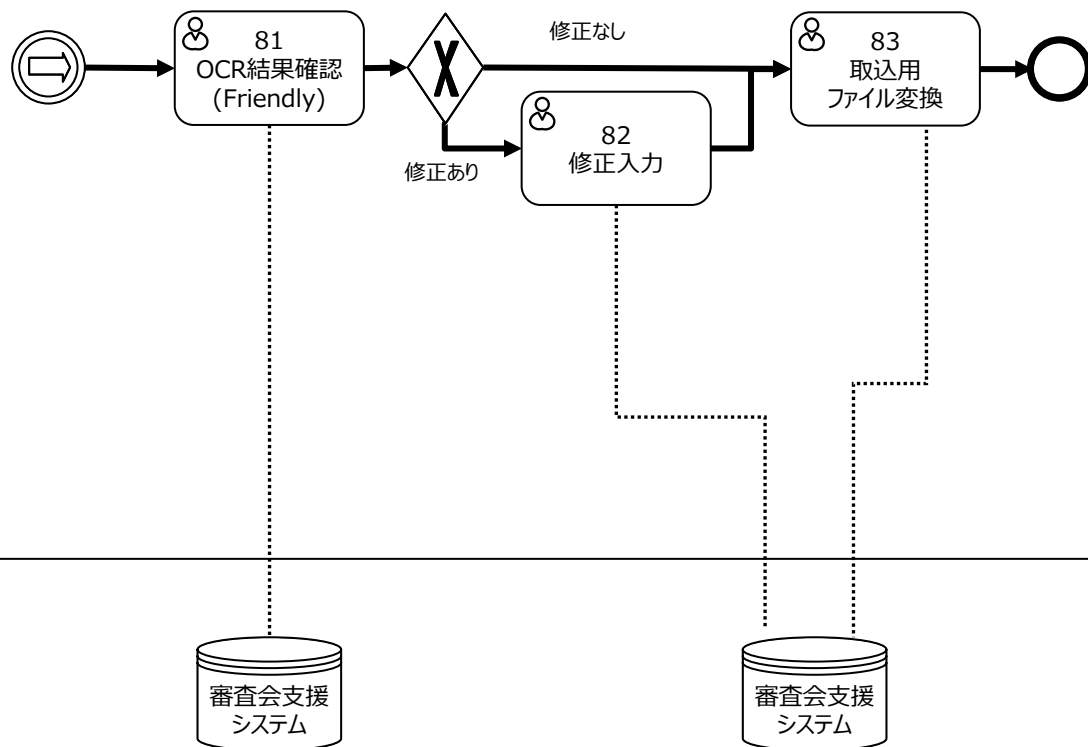 81
OCR結果確認
(Friendly)
修正なし
修正あり
82
修正入力
83
取込用
ファイル変換
審査会支援
システム
審査会支援
システム